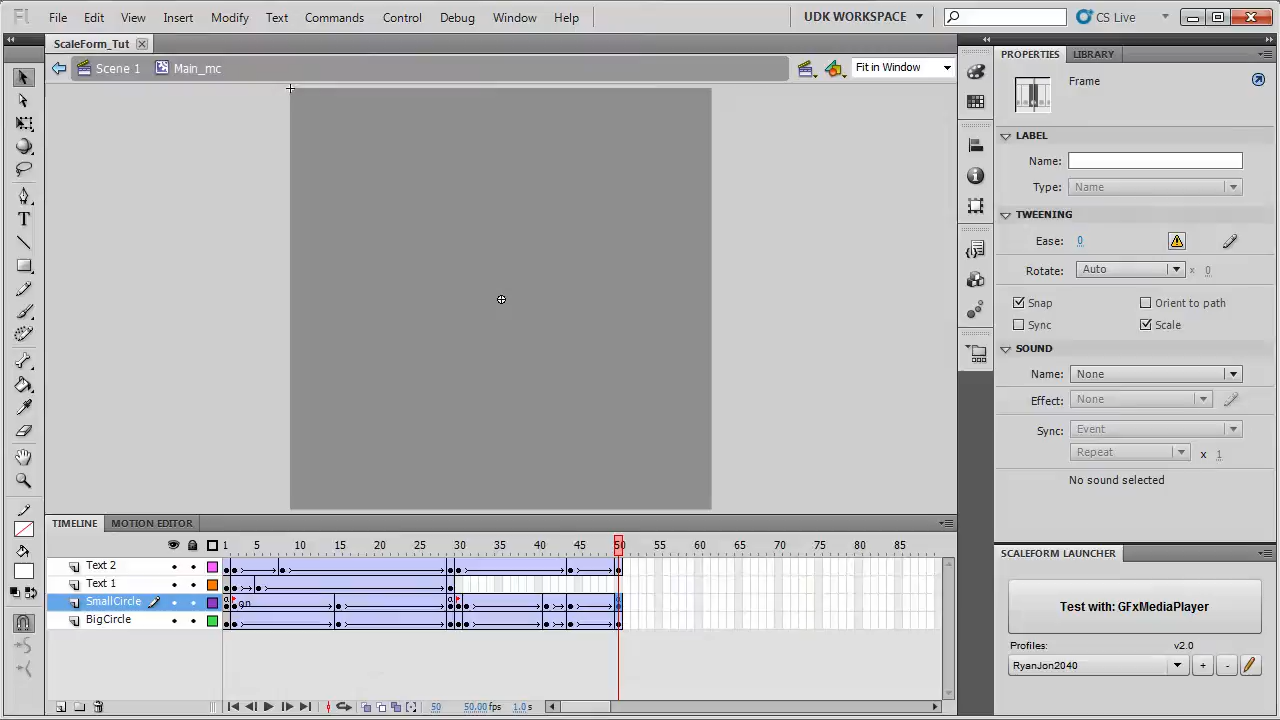 Fl File Edit View Insert Modify Text Commands Control Debug Window Help UDK WORKSPACE CS Live
ScaleForm_Tut
Scene 1 Main_mc Fit in Window
PROPERTIES LIBRARY
Frame
LABEL
Name:
Type: Name
TWEENING
Ease: 0
Rotate: Auto x 0
Snap Orient to path
Sync Scale
SOUND
Name: None
Effect: None
Sync: Event
Repeat x 1
No sound selected
TIMELINE MOTION EDITOR
1 5 10 15 20 25 30 35 40 45 50 55 60 65 70 75 80 85
Text 2
Text 1
SmallCircle on
BigCircle
50 50.00 fps 1.0 s
SCALEFORM LAUNCHER
Test with: GFxMediaPlayer
Profiles: v2.0
RyanJon2040 + -